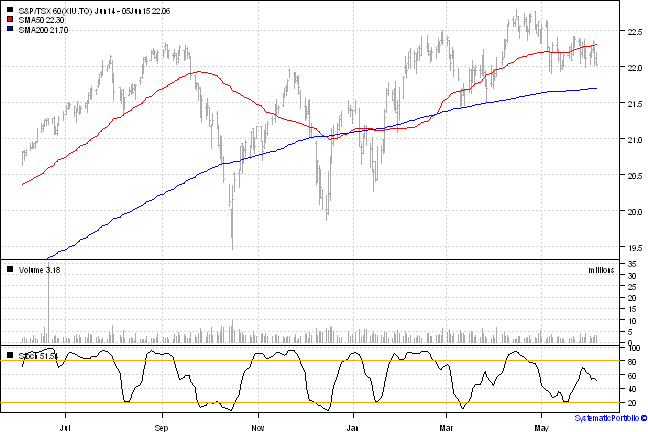 S&P/TSX 60(XIU.TO) Jun14 - 05Jun15 22.06
SMA50 22.30
SMA200 21.70
22.5
22.0
21.5
21.0
20.5
20.0
19.5
Volume 3.18
millions
35
30
25
20
15
10
5
0
Stoch 51.54
100
80
60
40
20
Jul
Sep
Nov
Jan
Mar
May
SystematicPortfolio ©